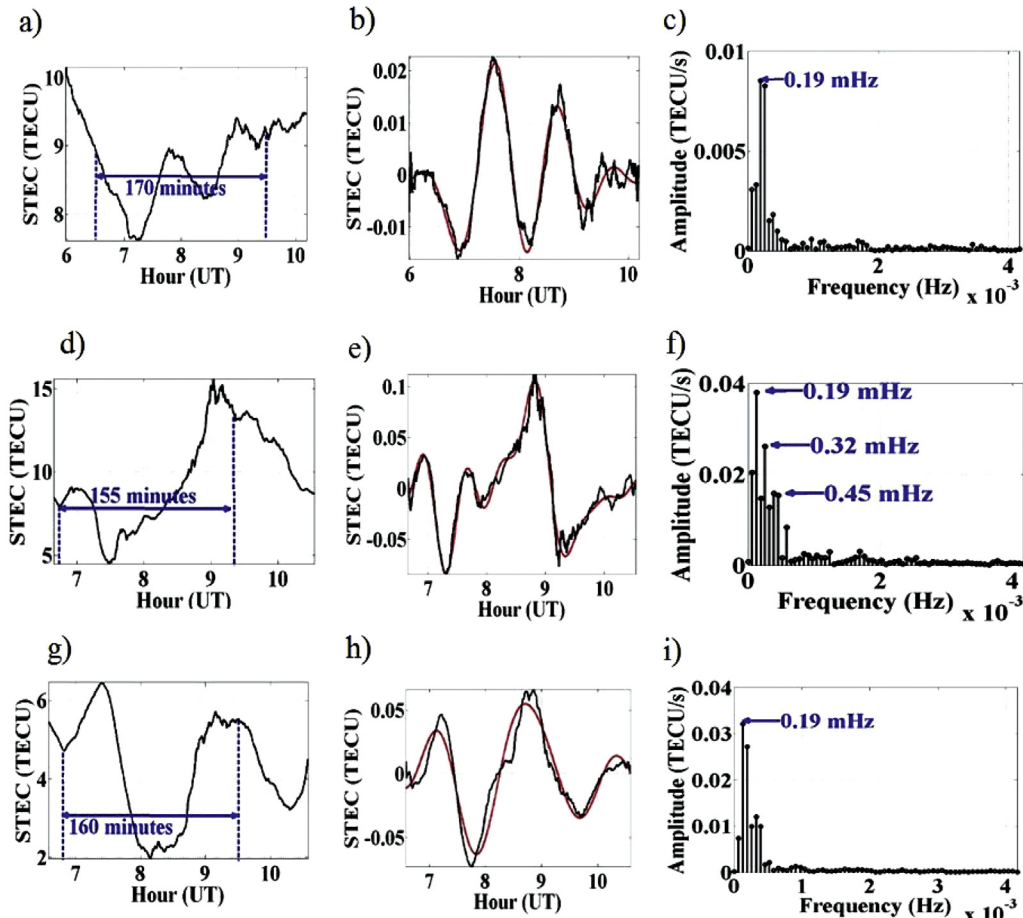 a)
STEC (TECU)
10
9
8
170 minutes
6 7 8 9 10
Hour (UT)
b)
STEC (TECU)
0.02
0.01
0
-0.01
6 8 10
Hour (UT)
c)
Amplitude (TECU/s)
0.01
0.005
0
0.19 mHz
0 2 4
Frequency (Hz) x 10-3
d)
STEC (TECU)
15
10
5
155 minutes
7 8 9 10
Hour (UT)
e)
STEC (TECU)
0.1
0.05
0
-0.05
7 8 9 10
Hour (UT)
f)
Amplitude (TECU/s)
0.04
0.02
0
0.19 mHz
0.32 mHz
0.45 mHz
0 2 4
Frequency (Hz) x 10-3
g)
STEC (TECU)
6
4
2
160 minutes
7 8 9 10
Hour (UT)
h)
STEC (TECU)
0.05
0
-0.05
7 8 9 10
Hour (UT)
i)
Amplitude (TECU/s)
0.04
0.03
0.02
0.01
0
0.19 mHz
0 1 2 3 4
Frequency (Hz) x 10-3